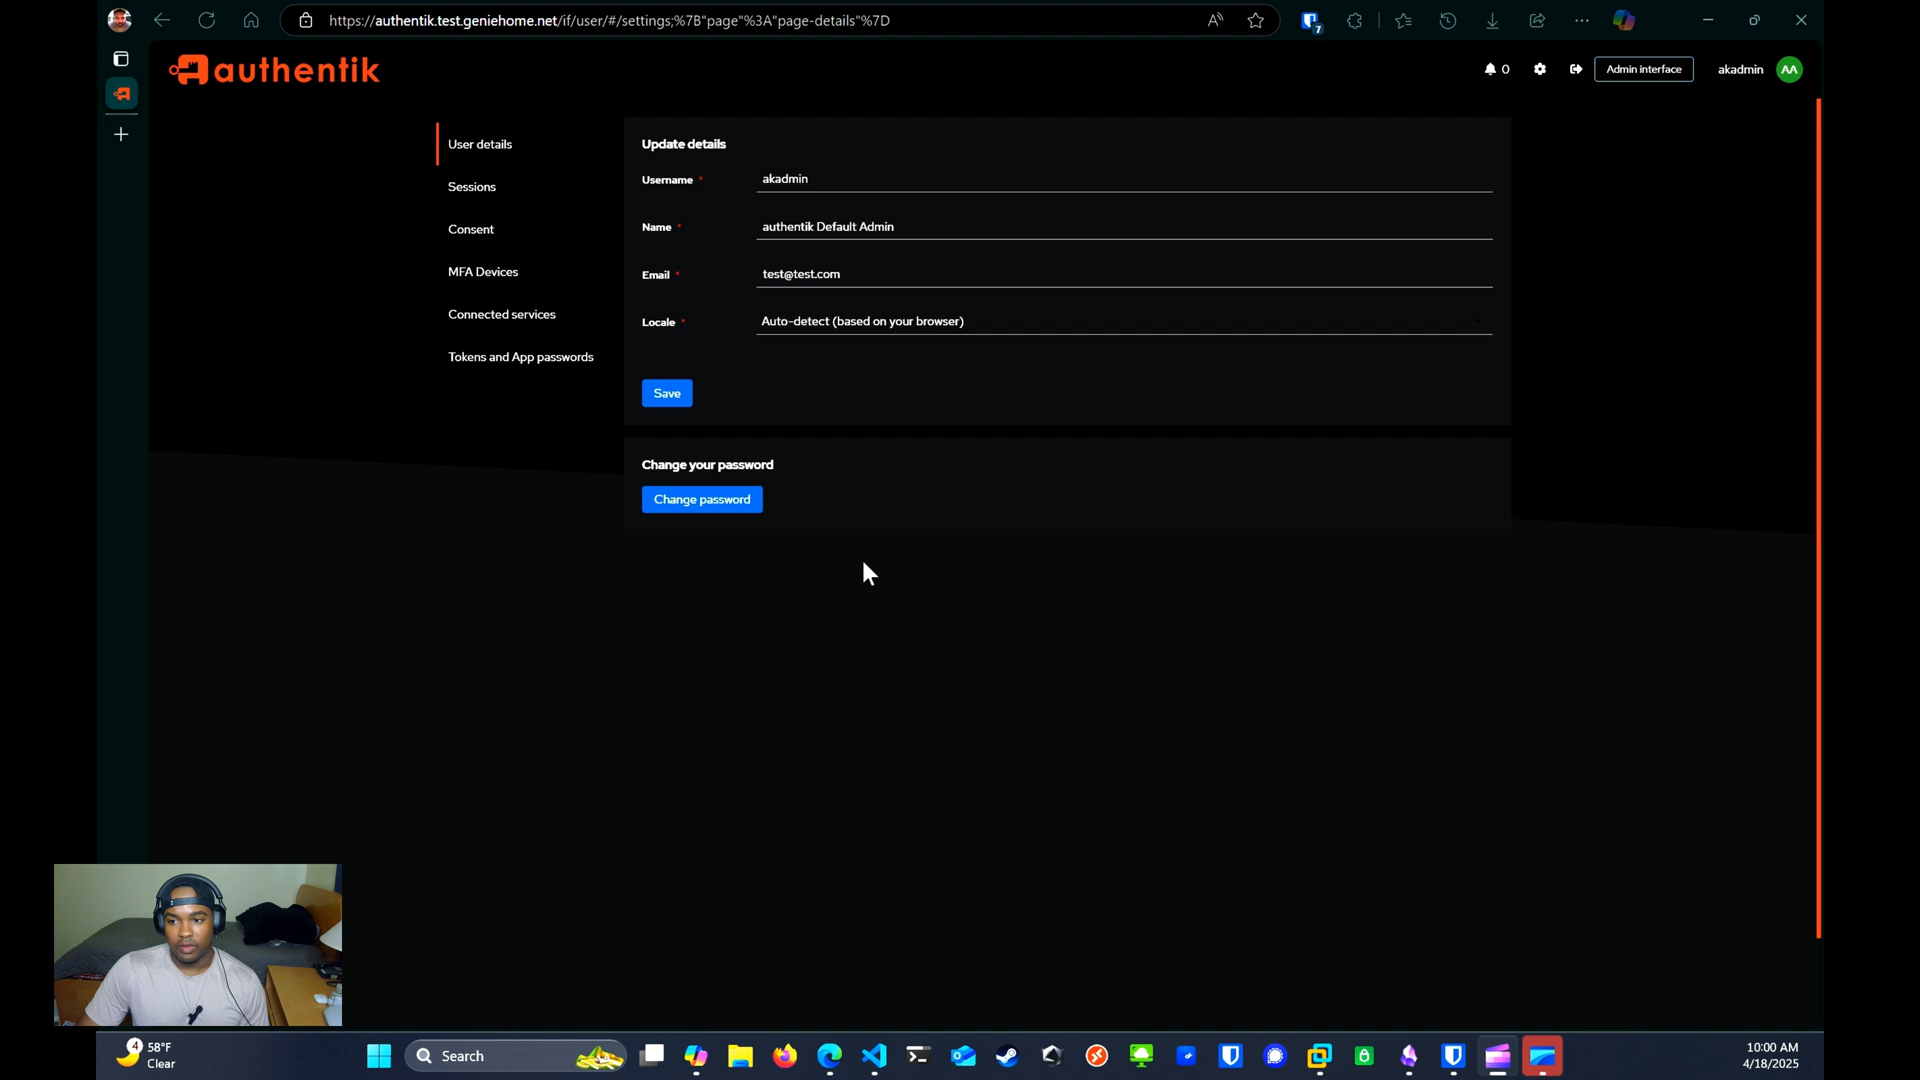 https://authentik.test.geniehome.net/if/user/#/settings;%7B"page"%3A"page-details"%7D
7
authentik
0
Admin interface
akadmin
AA
User details
Sessions
Consent
MFA Devices
Connected services
Tokens and App passwords
Update details
Username *
akadmin
Name *
authentik Default Admin
Email *
test@test.com
Locale *
Auto-detect (based on your browser)
Save
Change your password
Change password
4
58°F
Clear
Search
10:00 AM
4/18/2025